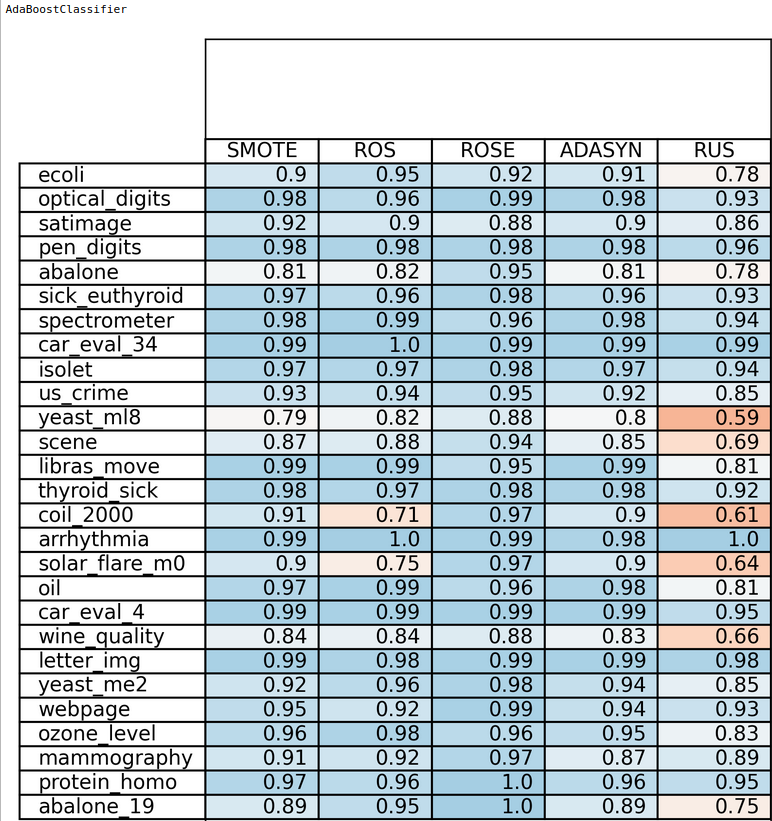 AdaBoostClassifier
SMOTE ROS ROSE ADASYN RUS
ecoli 0.9 0.95 0.92 0.91 0.78
optical_digits 0.98 0.96 0.99 0.98 0.93
satimage 0.92 0.9 0.88 0.9 0.86
pen_digits 0.98 0.98 0.98 0.98 0.96
abalone 0.81 0.82 0.95 0.81 0.78
sick_euthyroid 0.97 0.96 0.98 0.96 0.93
spectrometer 0.98 0.99 0.96 0.98 0.94
car_eval_34 0.99 1.0 0.99 0.99 0.99
isolet 0.97 0.97 0.98 0.97 0.94
us_crime 0.93 0.94 0.95 0.92 0.85
yeast_ml8 0.79 0.82 0.88 0.8 0.59
scene 0.87 0.88 0.94 0.85 0.69
libras_move 0.99 0.99 0.95 0.99 0.81
thyroid_sick 0.98 0.97 0.98 0.98 0.92
coil_2000 0.91 0.71 0.97 0.9 0.61
arrhythmia 0.99 1.0 0.99 0.98 1.0
solar_flare_m0 0.9 0.75 0.97 0.9 0.64
oil 0.97 0.99 0.96 0.98 0.81
car_eval_4 0.99 0.99 0.99 0.99 0.95
wine_quality 0.84 0.84 0.88 0.83 0.66
letter_img 0.99 0.98 0.99 0.99 0.98
yeast_me2 0.92 0.96 0.98 0.94 0.85
webpage 0.95 0.92 0.99 0.94 0.93
ozone_level 0.96 0.98 0.96 0.95 0.83
mammography 0.91 0.92 0.97 0.87 0.89
protein_homo 0.97 0.96 1.0 0.96 0.95
abalone_19 0.89 0.95 1.0 0.89 0.75